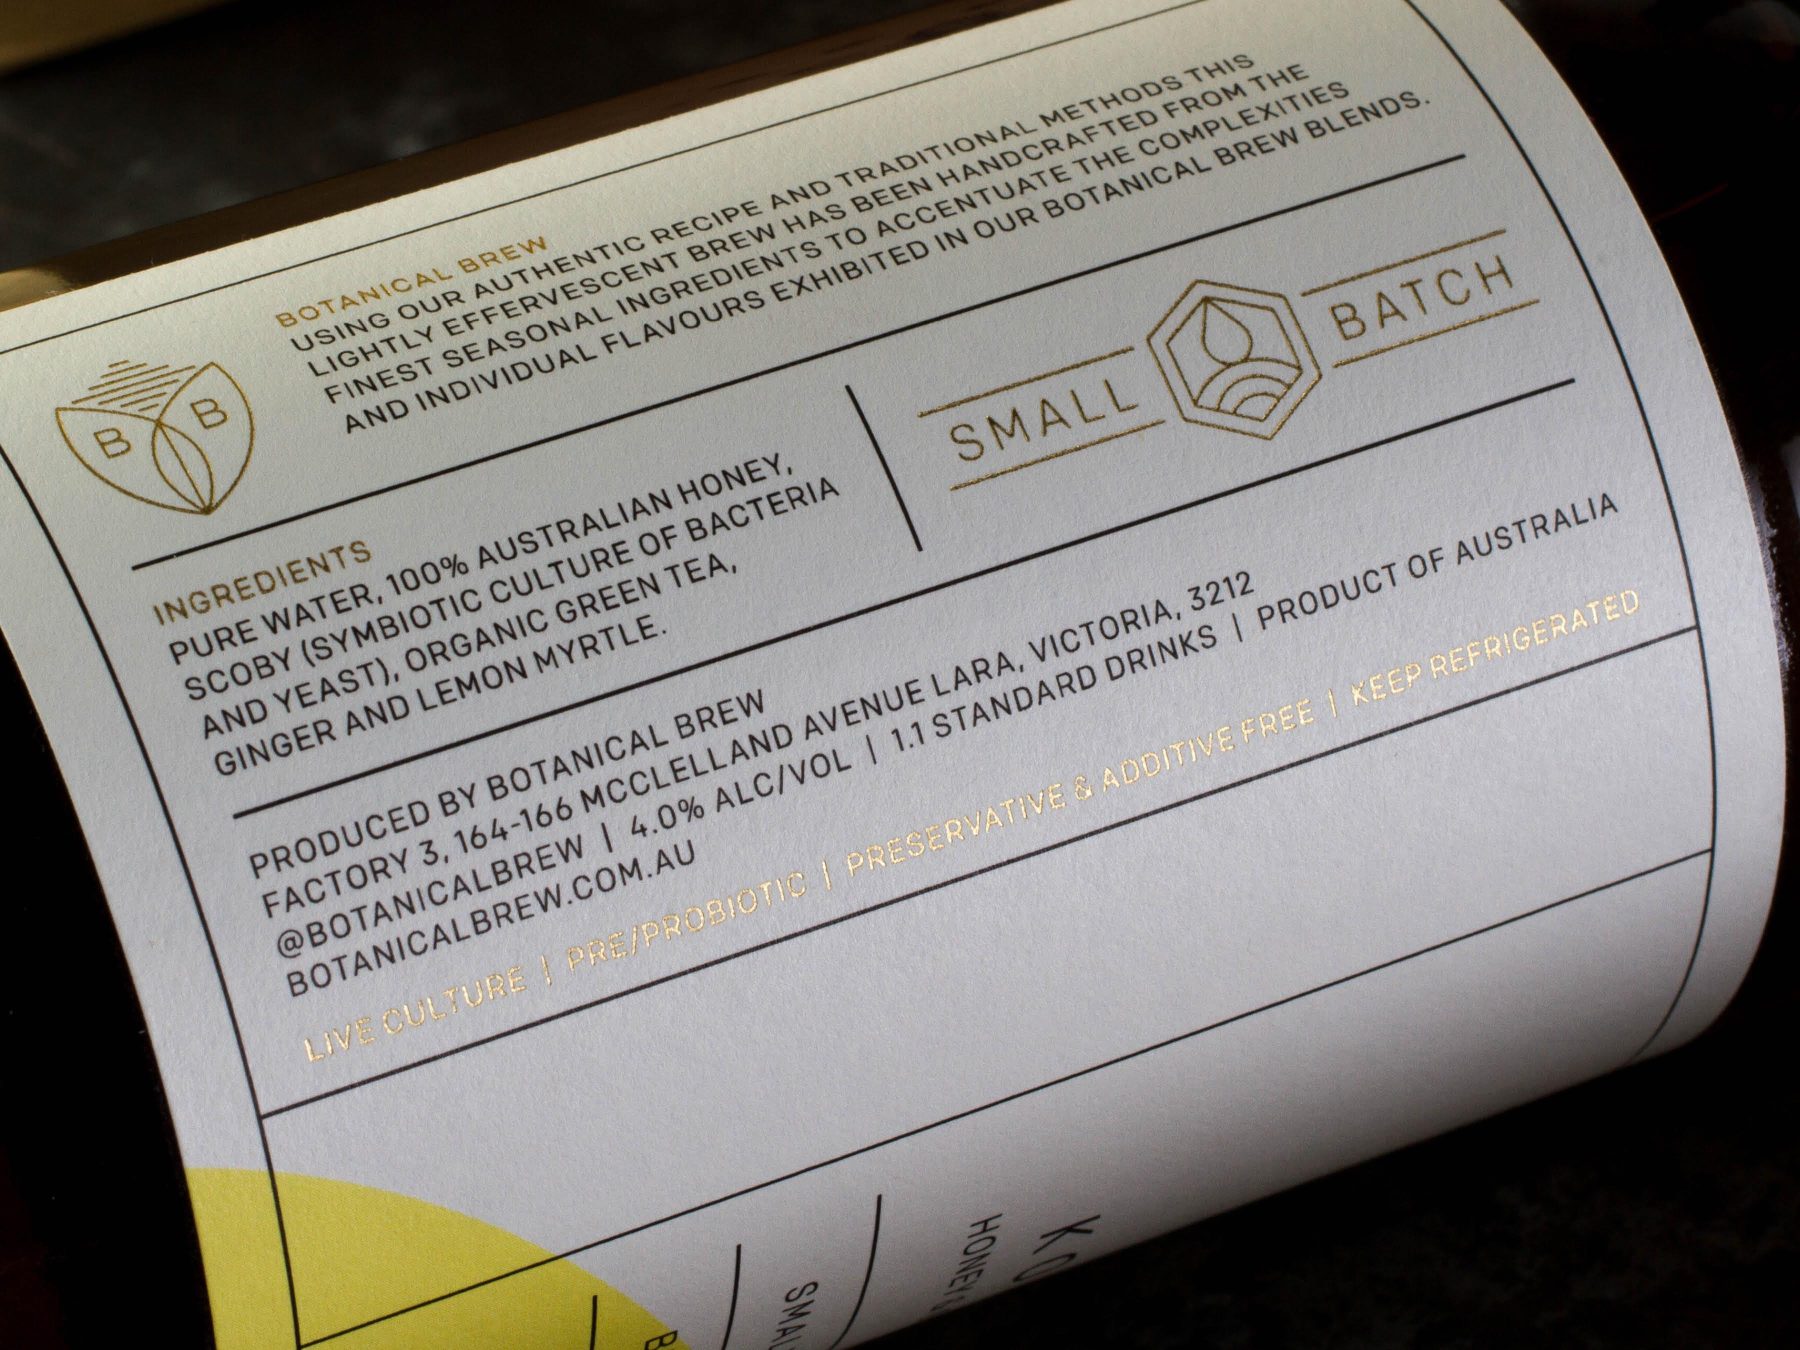 BOTANICAL BREW
USING OUR AUTHENTIC RECIPE AND TRADITIONAL METHODS THIS
LIGHTLY EFFERVESCENT BREW HAS BEEN HANDCRAFTED FROM THE
FINEST SEASONAL INGREDIENTS TO ACCENTUATE THE COMPLEXITIES
AND INDIVIDUAL FLAVOURS EXHIBITED IN OUR BOTANICAL BREW BLENDS.
B B
INGREDIENTS
PURE WATER, 100% AUSTRALIAN HONEY,
SCOBY (SYMBIOTIC CULTURE OF BACTERIA
AND YEAST), ORGANIC GREEN TEA,
GINGER AND LEMON MYRTLE.
SMALL BATCH
PRODUCED BY BOTANICAL BREW
FACTORY 3, 164-166 MCCLELLAND AVENUE LARA, VICTORIA, 3212
@BOTANICALBREW | 4.0% ALC/VOL | 1.1 STANDARD DRINKS | PRODUCT OF AUSTRALIA
BOTANICALBREW.COM.AU
LIVE CULTURE | PRE/PROBIOTIC | PRESERVATIVE & ADDITIVE FREE | KEEP REFRIGERATED
KO
HONEY
SMA
B